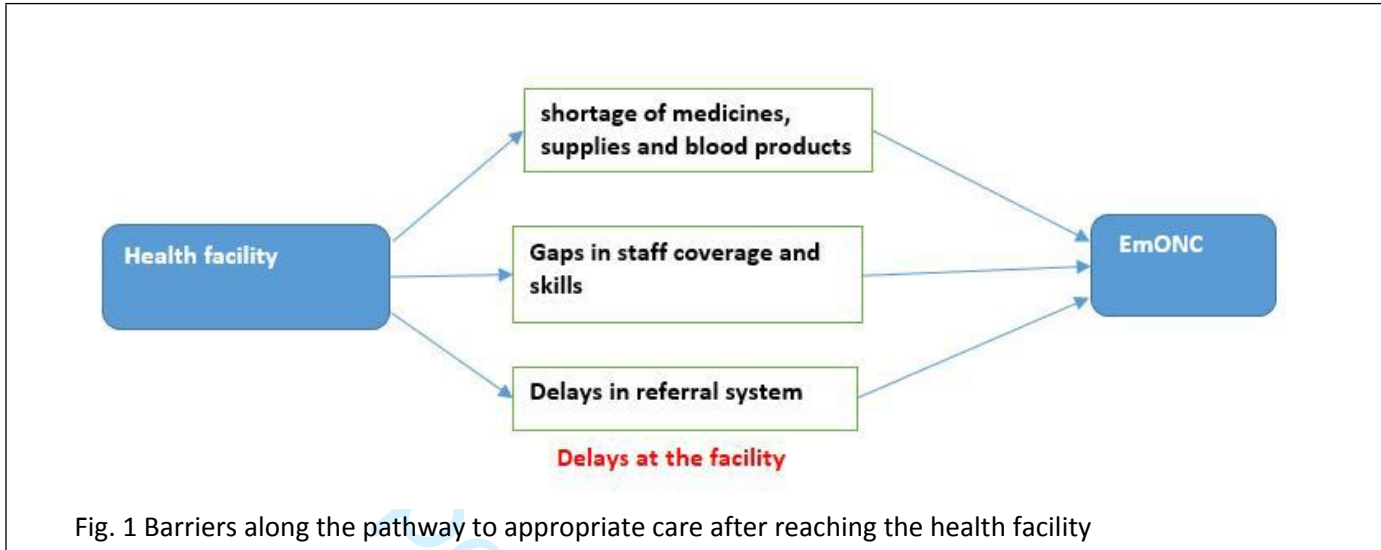 shortage of medicines,
supplies and blood products
Health facility
Gaps in staff coverage and
skills
EmONC
Delays in referral system
Delays at the facility
Fig. 1 Barriers along the pathway to appropriate care after reaching the health facility